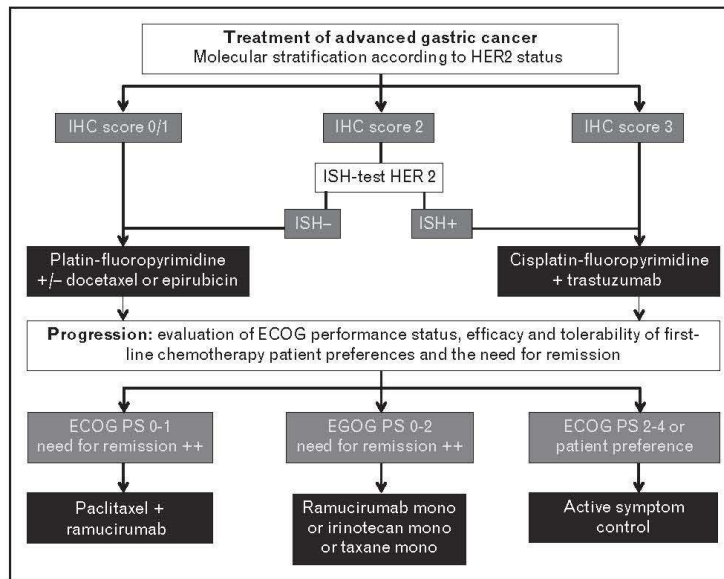 Treatment of advanced gastric cancer
Molecular stratification according to HER2 status
IHC score 0/1
IHC score 2
IHC score 3
ISH-test HER 2
ISH–
ISH+
Platin-fluoropyrimidine
+/– docetaxel or epirubicin
Cisplatin-fluoropyrimidine
+ trastuzumab
Progression: evaluation of ECOG performance status, efficacy and tolerability of first-
line chemotherapy patient preferences and the need for remission
ECOG PS 0-1
need for remission ++
EGOG PS 0-2
need for remission ++
ECOG PS 2-4 or
patient preference
Paclitaxel +
ramucirumab
Ramucirumab mono
or irinotecan mono
or taxane mono
Active symptom
control